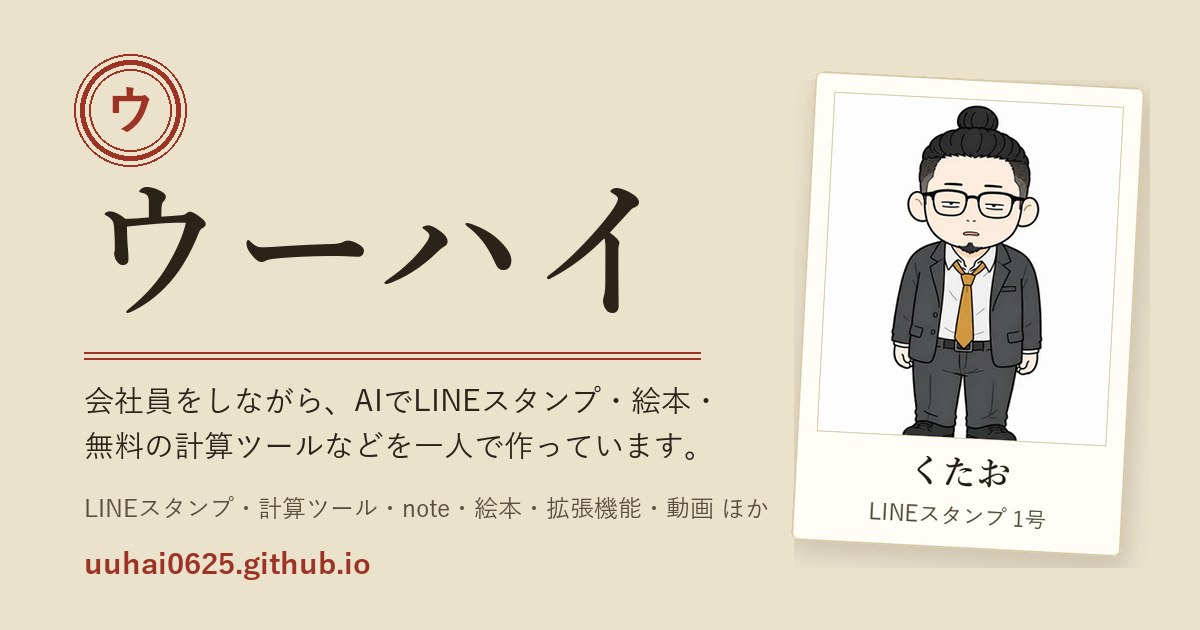 ウ
ウーハイ
会社員をしながら、AIでLINEスタンプ・絵本・
無料の計算ツールなどを一人で作っています。
LINEスタンプ・計算ツール・note・絵本・拡張機能・動画 ほか
uuhai0625.github.io
くたお
LINEスタンプ 1号